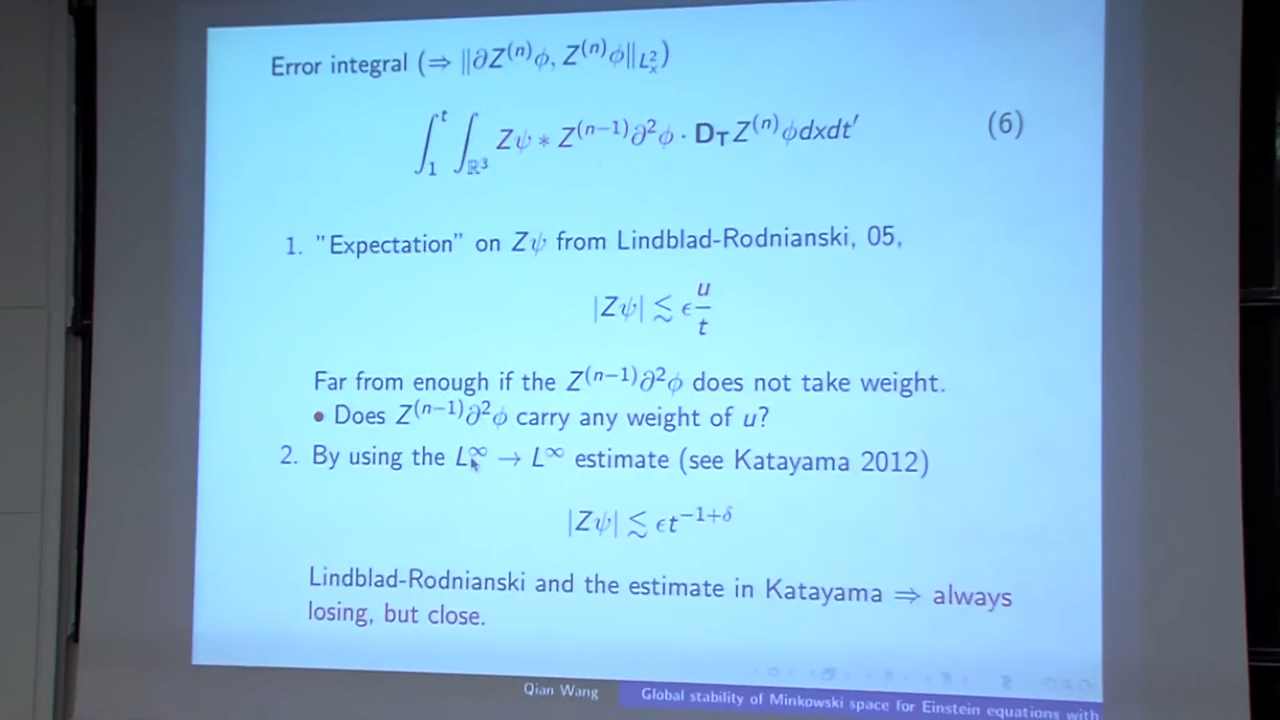 Error integral (⇒ ‖∂Z⁽ⁿ⁾ϕ, Z⁽ⁿ⁾ϕ‖_{L²ₓ})
∫₁ᵗ ∫_{ℝ³} Zψ * Z⁽ⁿ⁻¹⁾∂²ϕ · D_T Z⁽ⁿ⁾ϕdxdt′ (6)
1. "Expectation" on Zψ from Lindblad-Rodnianski, 05,
|Zψ| ≲ ϵ u/t
Far from enough if the Z⁽ⁿ⁻¹⁾∂²ϕ does not take weight.
• Does Z⁽ⁿ⁻¹⁾∂²ϕ carry any weight of u?
2. By using the L^∞ → L^∞ estimate (see Katayama 2012)
|Zψ| ≲ ϵt^{−1+δ}
Lindblad-Rodnianski and the estimate in Katayama ⇒ always
losing, but close.
Qian Wang Global stability of Minkowski space for Einstein equations with